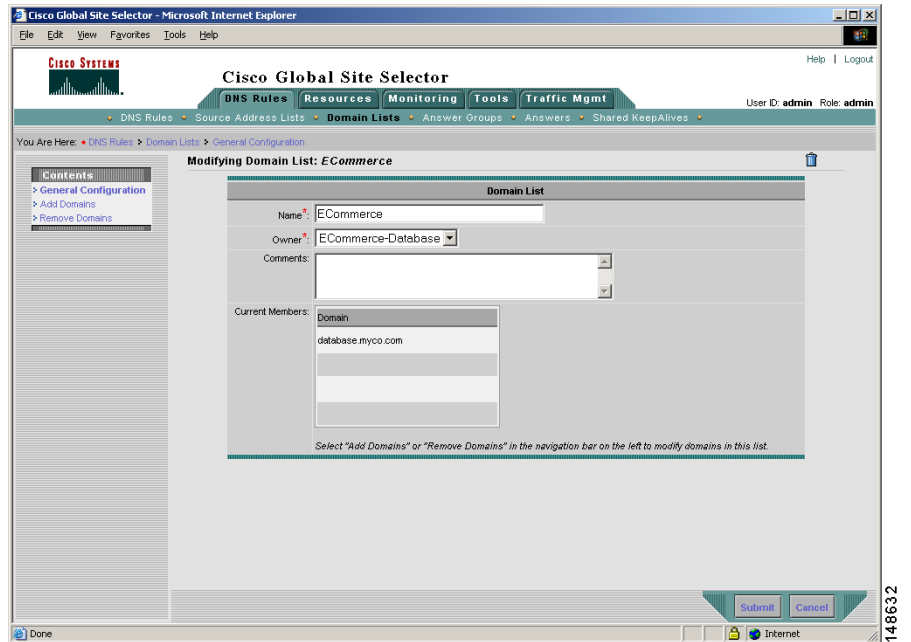 Cisco Global Site Selector - Microsoft Internet Explorer
File Edit View Favorites Tools Help
CISCO SYSTEMS
Help | Logout
Cisco Global Site Selector
DNS Rules Resources Monitoring Tools Traffic Mgmt
User ID: admin Role: admin
DNS Rules Source Address Lists Domain Lists Answer Groups Answers Shared KeepAlives
You Are Here: DNS Rules Domain Lists General Configuration
Modifying Domain List: ECommerce
Contents
General Configuration
Add Domains
Remove Domains
Domain List
Name*: ECommerce
Owner*: ECommerce-Database
Comments:
Current Members:
Domain
database.myco.com
Select "Add Domains" or "Remove Domains" in the navigation bar on the left to modify domains in this list.
Submit Cancel
Done
Internet
148632